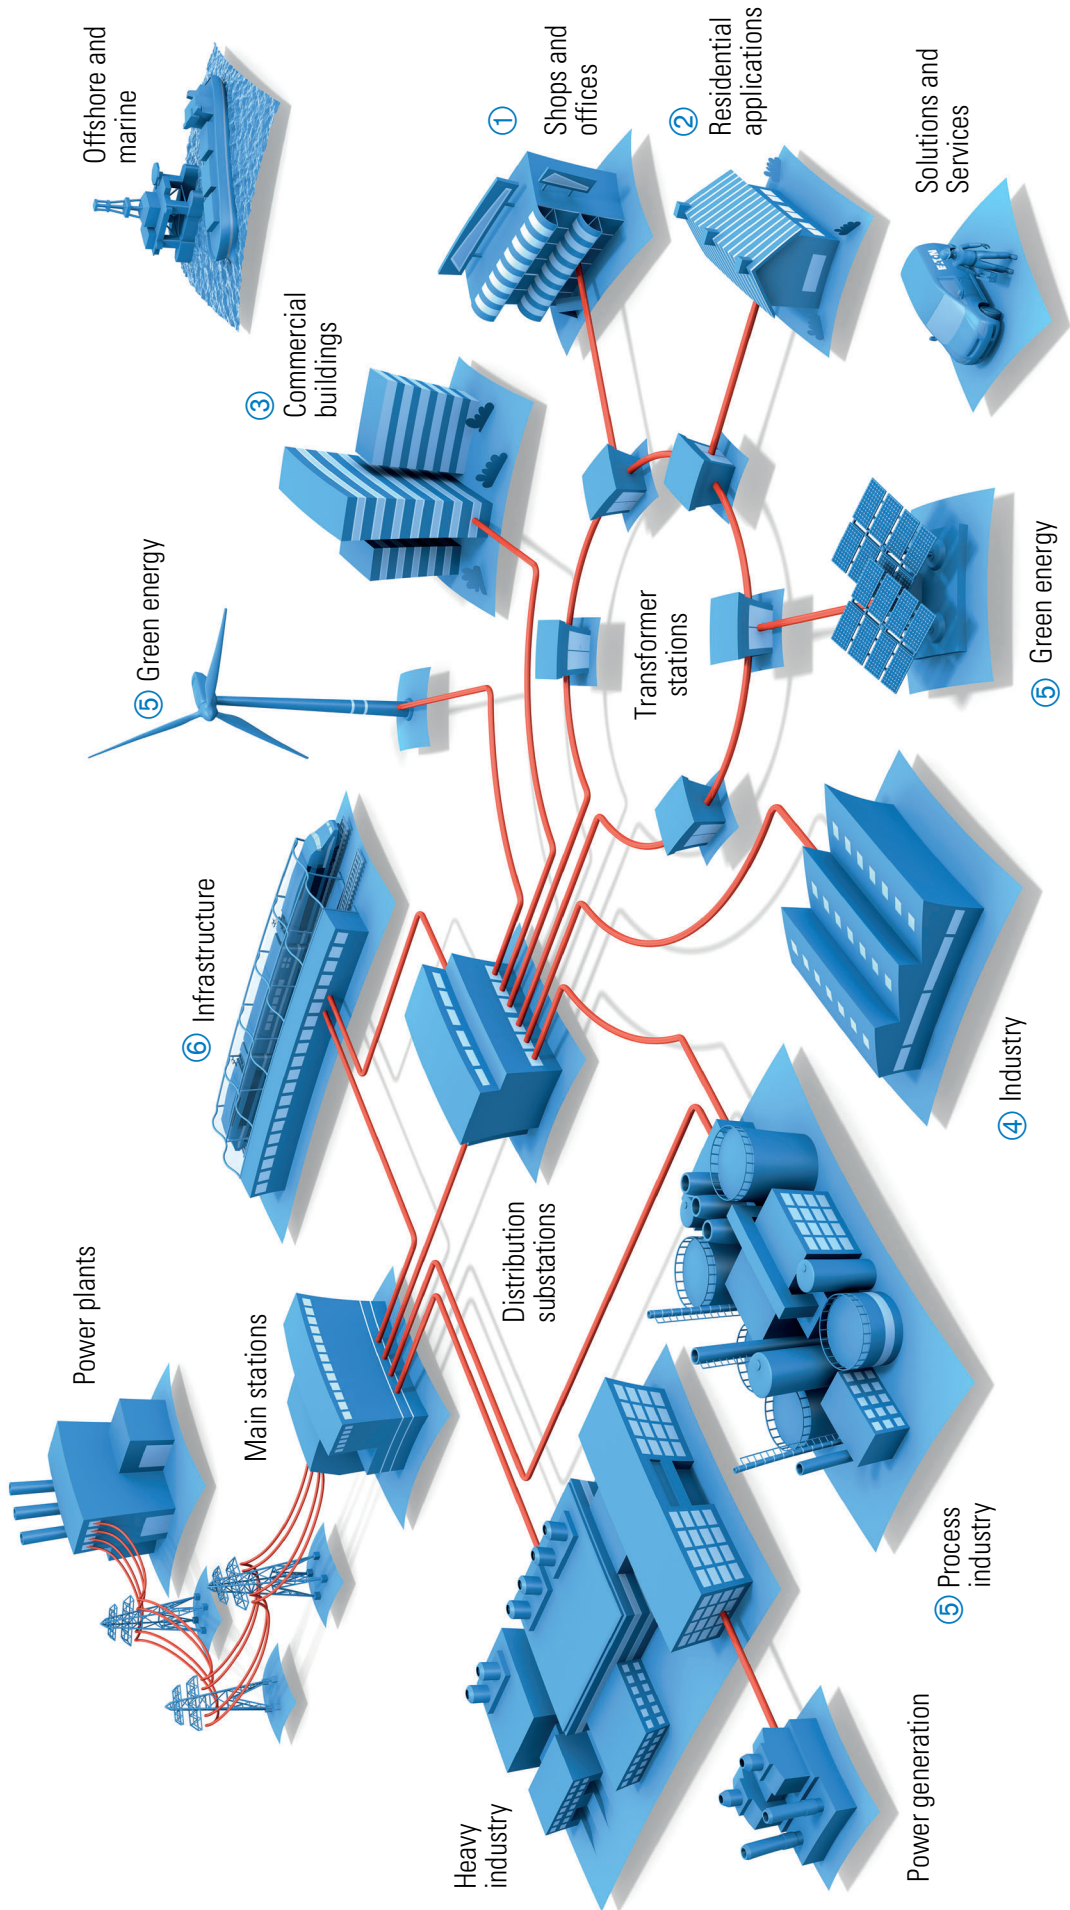 Power plants
Offshore and
marine
Main stations
⑥ Infrastructure
⑤ Green energy
③ Commercial
buildings
① Shops and
offices
② Residential
applications
Solutions and
Services
EATON
Distribution
substations
Transformer
stations
Heavy
industry
Power generation
⑤ Process
industry
④ Industry
⑤ Green energy